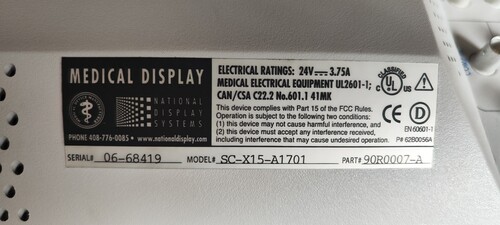 MEDICAL DISPLAY
NATIONAL
DISPLAY
SYSTEMS
PHONE 408-776-0085 • www.nationaldisplay.com
ELECTRICAL RATINGS: 24V 3.75A
MEDICAL ELECTRICAL EQUIPMENT UL2601-1;
CAN/CSA C22.2 No.601.1 41MK
This device complies with Part 15 of the FCC Rules.
Operation is subject to the following two conditions:
(1) this device may not cause harmful interference, and
(2) this device must accept any interference received,
including interference that may cause undesired operation.
CLASSIFIED
C UL US
CE D
EN 60601-1
P# 62B0056A
SERIAL# 06-68419 MODEL# SC-X15-A1701 PART# 90R0007-A